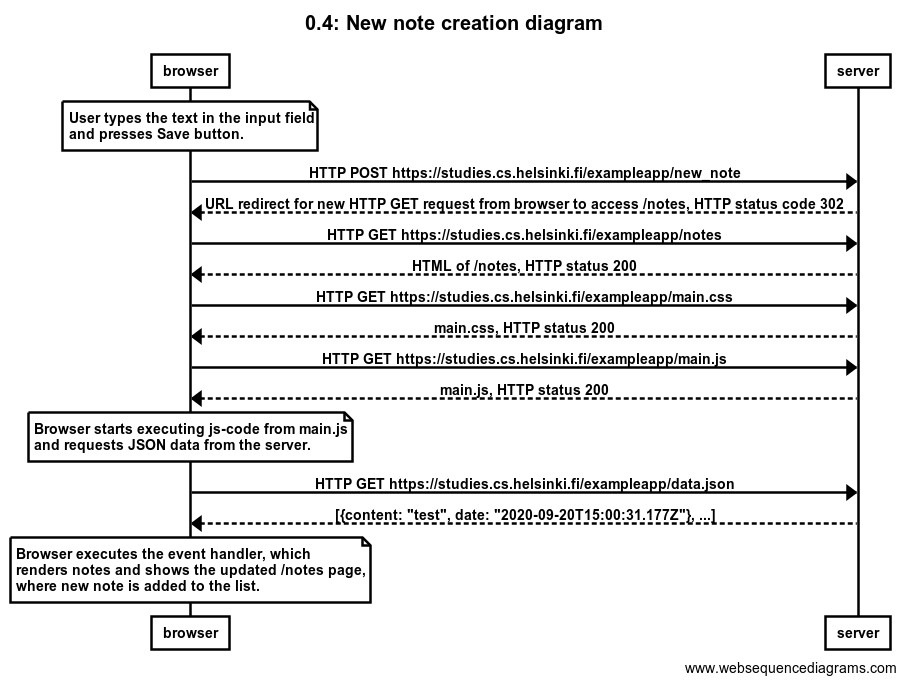 0.4: New note creation diagram
browser
server
User types the text in the input field
and presses Save button.
HTTP POST https://studies.cs.helsinki.fi/exampleapp/new_note
URL redirect for new HTTP GET request from browser to access /notes, HTTP status code 302
HTTP GET https://studies.cs.helsinki.fi/exampleapp/notes
HTML of /notes, HTTP status 200
HTTP GET https://studies.cs.helsinki.fi/exampleapp/main.css
main.css, HTTP status 200
HTTP GET https://studies.cs.helsinki.fi/exampleapp/main.js
main.js, HTTP status 200
Browser starts executing js-code from main.js
and requests JSON data from the server.
HTTP GET https://studies.cs.helsinki.fi/exampleapp/data.json
[{content: "test", date: "2020-09-20T15:00:31.177Z"}, ...]
Browser executes the event handler, which
renders notes and shows the updated /notes page,
where new note is added to the list.
browser
server
www.websequencediagrams.com